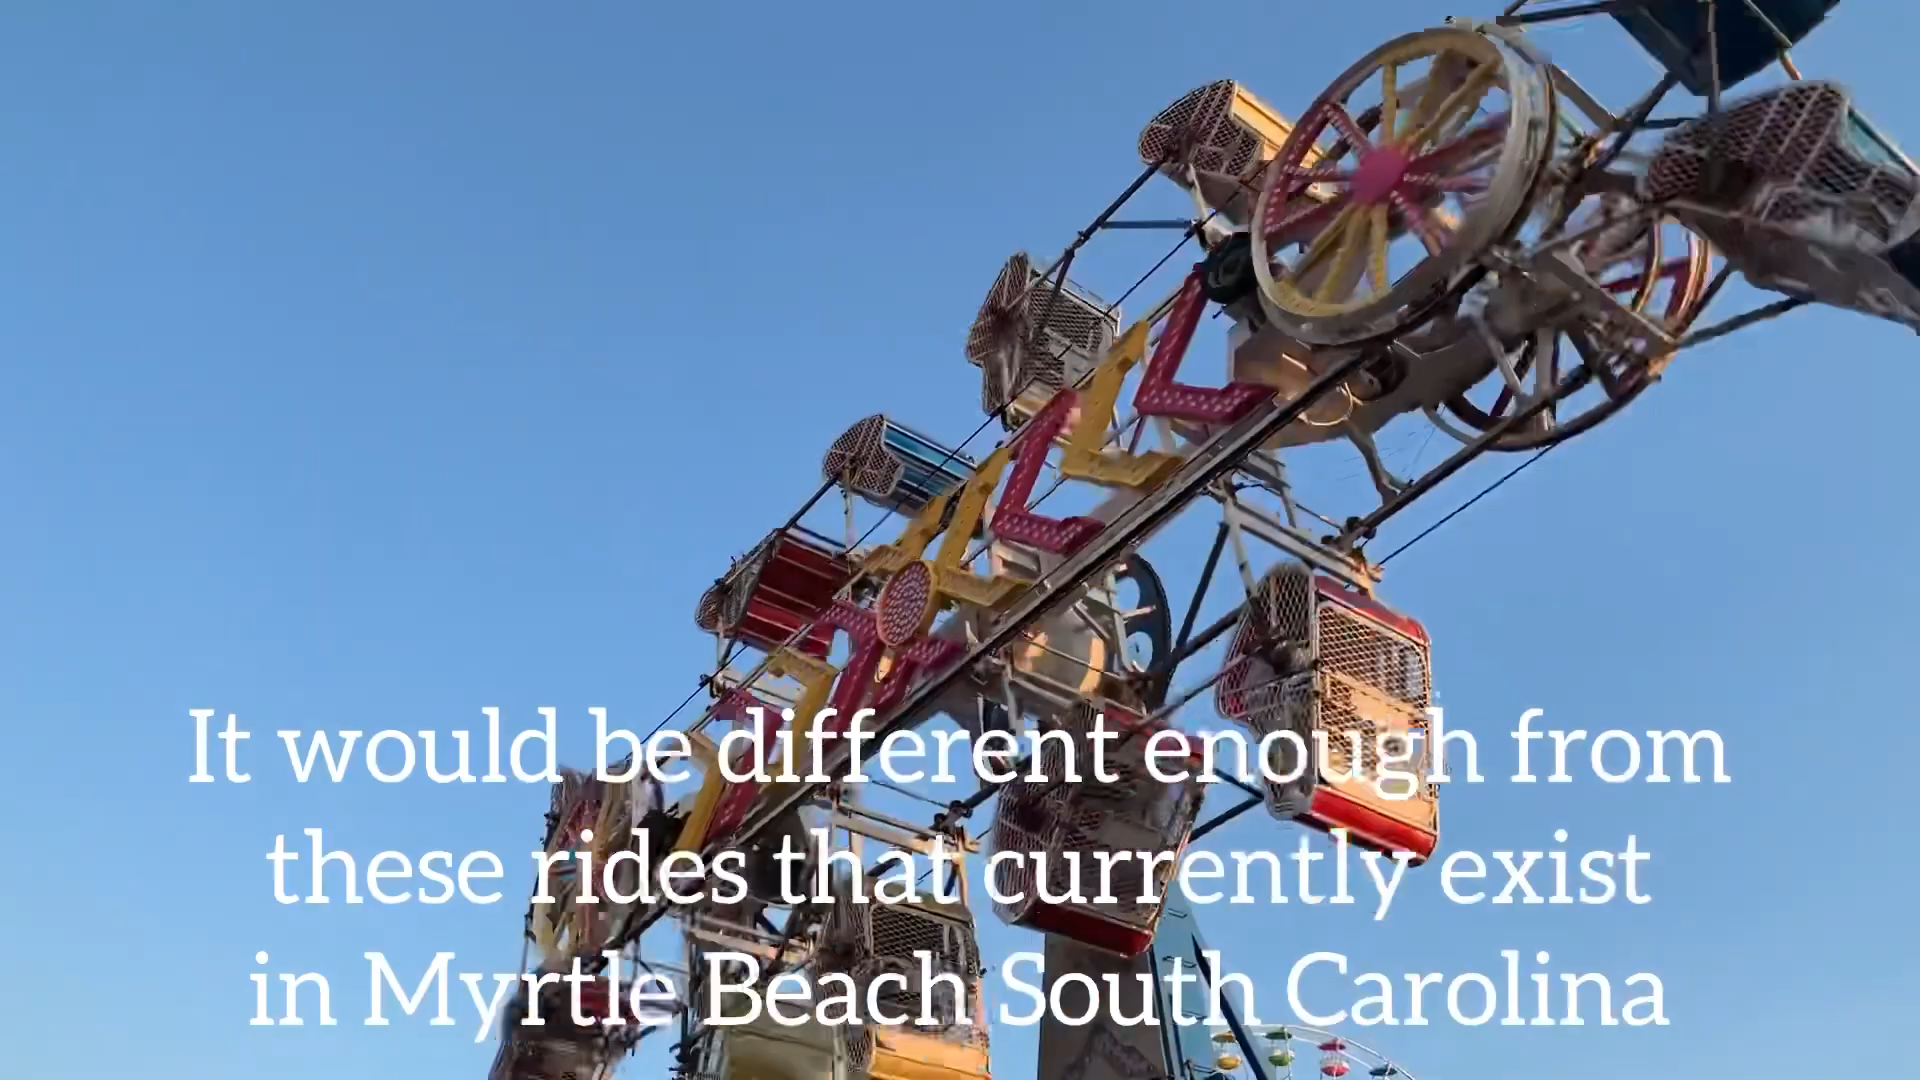 It would be different enough from
these rides that currently exist
in Myrtle Beach South Carolina